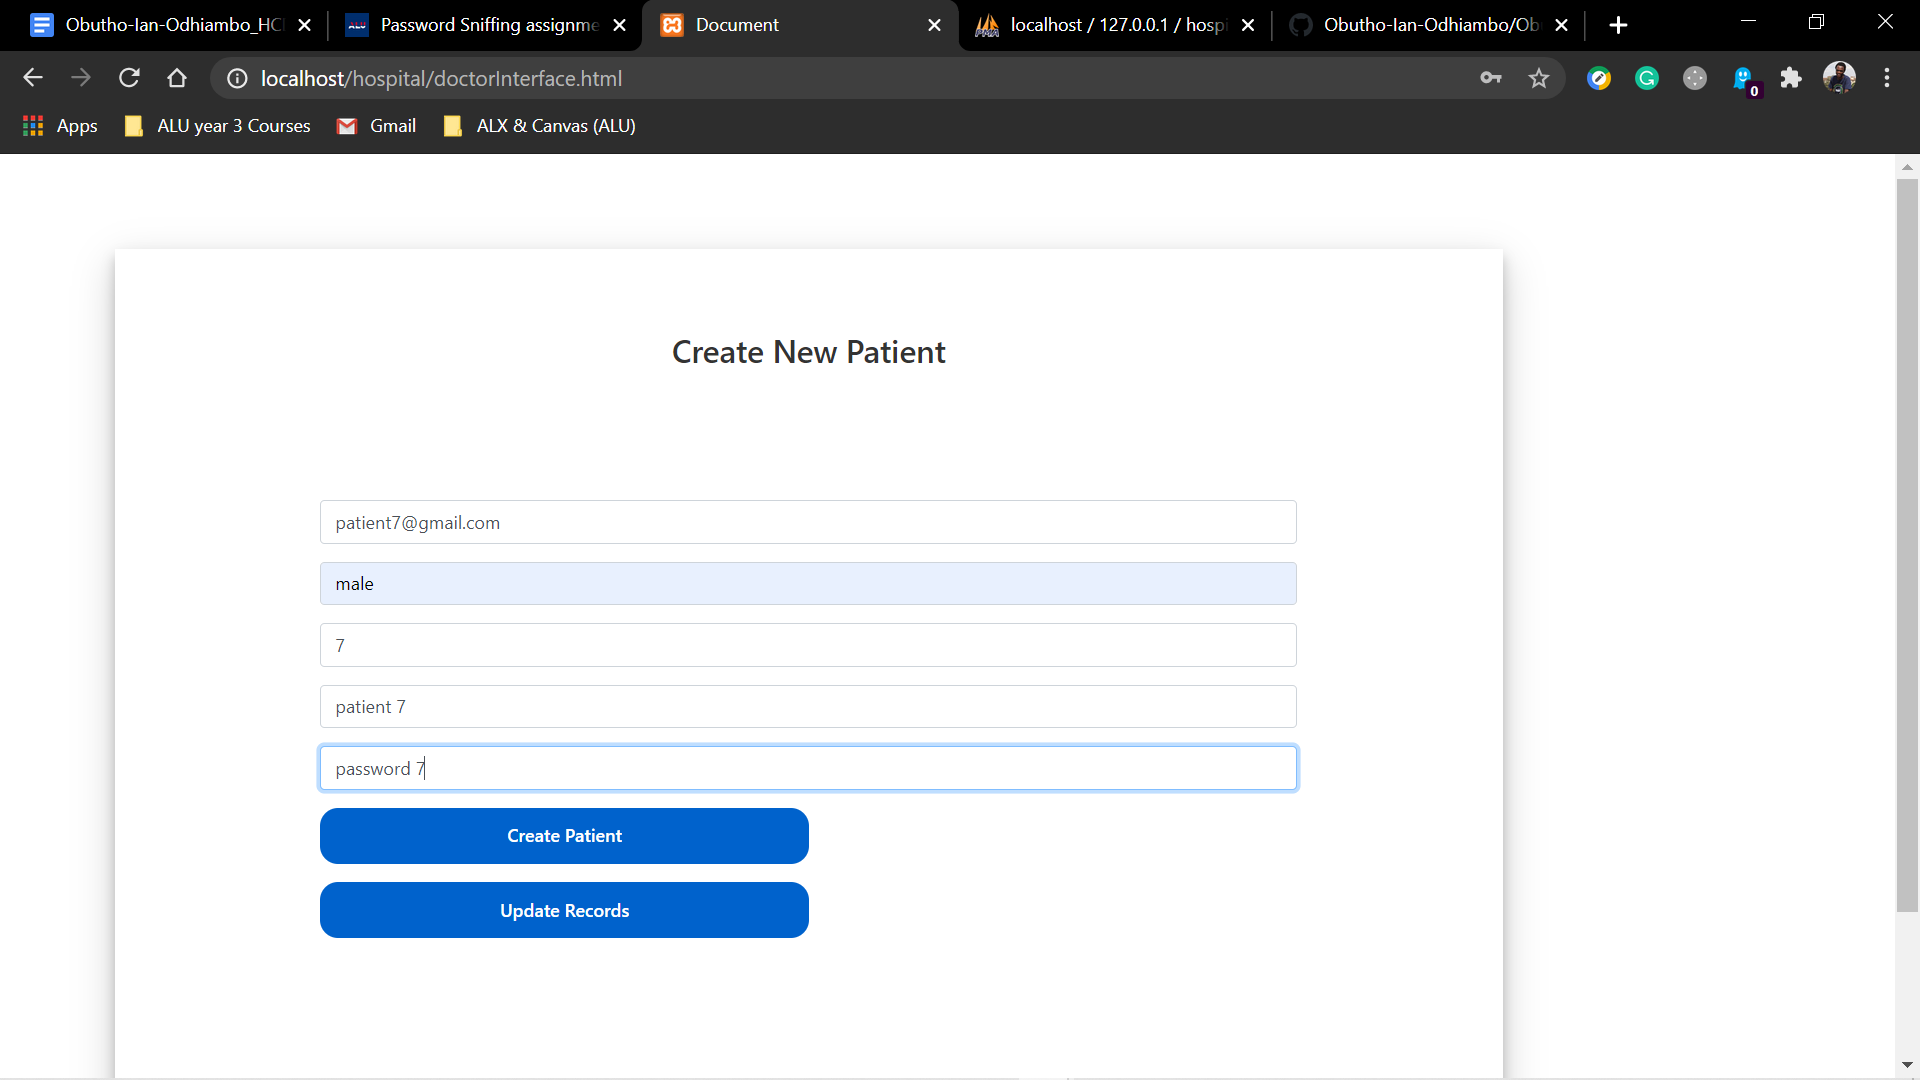 Obutho-Ian-Odhiambo_HC
Password Sniffing assignme
Document
localhost / 127.0.0.1 / hospi
Obutho-Ian-Odhiambo/Ob
localhost/hospital/doctorInterface.html
0
Apps
ALU year 3 Courses
Gmail
ALX & Canvas (ALU)
Create New Patient
patient7@gmail.com
male
7
patient 7
password 7
Create Patient
Update Records